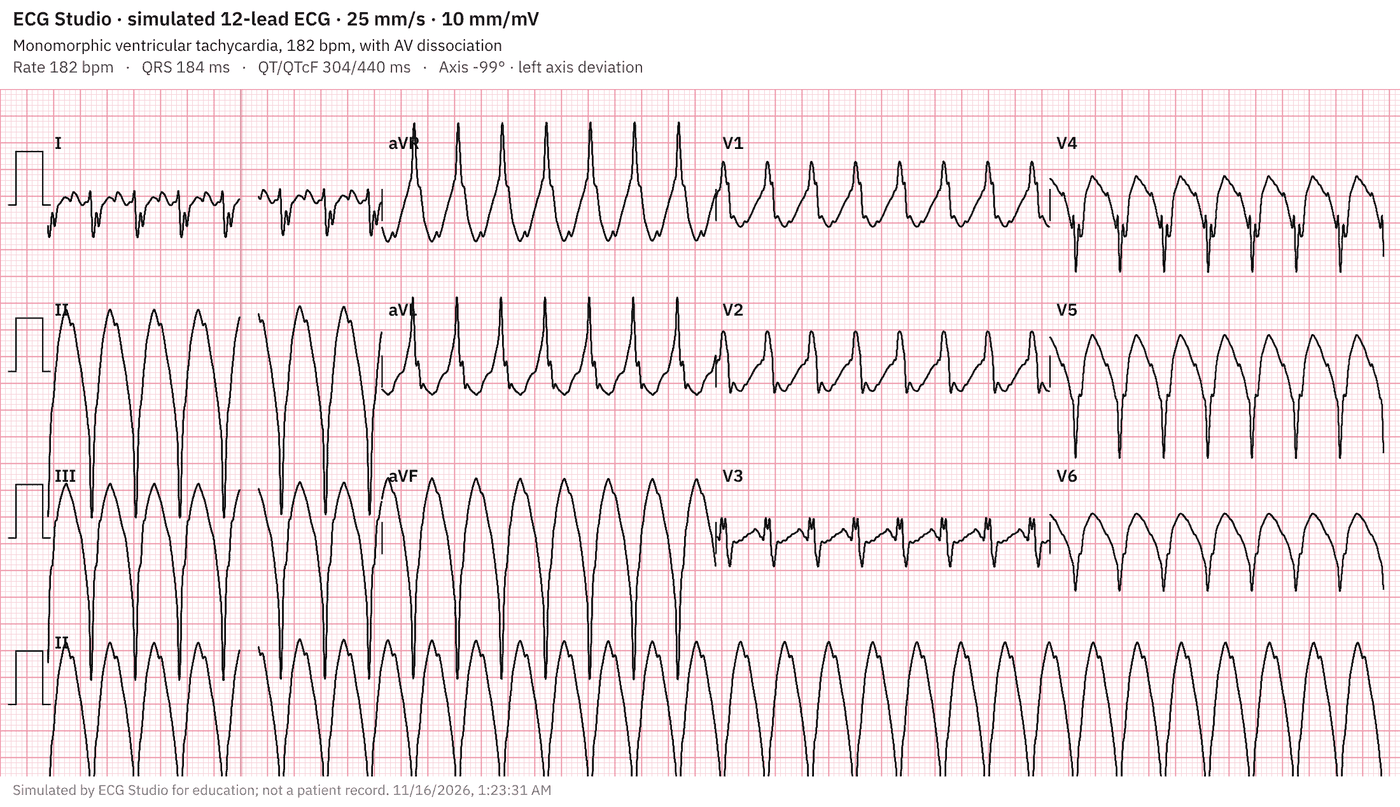 ECG Studio · simulated 12-lead ECG · 25 mm/s · 10 mm/mV
Monomorphic ventricular tachycardia, 182 bpm, with AV dissociation
Rate 182 bpm · QRS 184 ms · QT/QTcF 304/440 ms · Axis -99° · left axis deviation
I aVR V1 V4
II aVL V2 V5
III aVF V3 V6
II
Simulated by ECG Studio for education; not a patient record. 11/16/2026, 1:23:31 AM